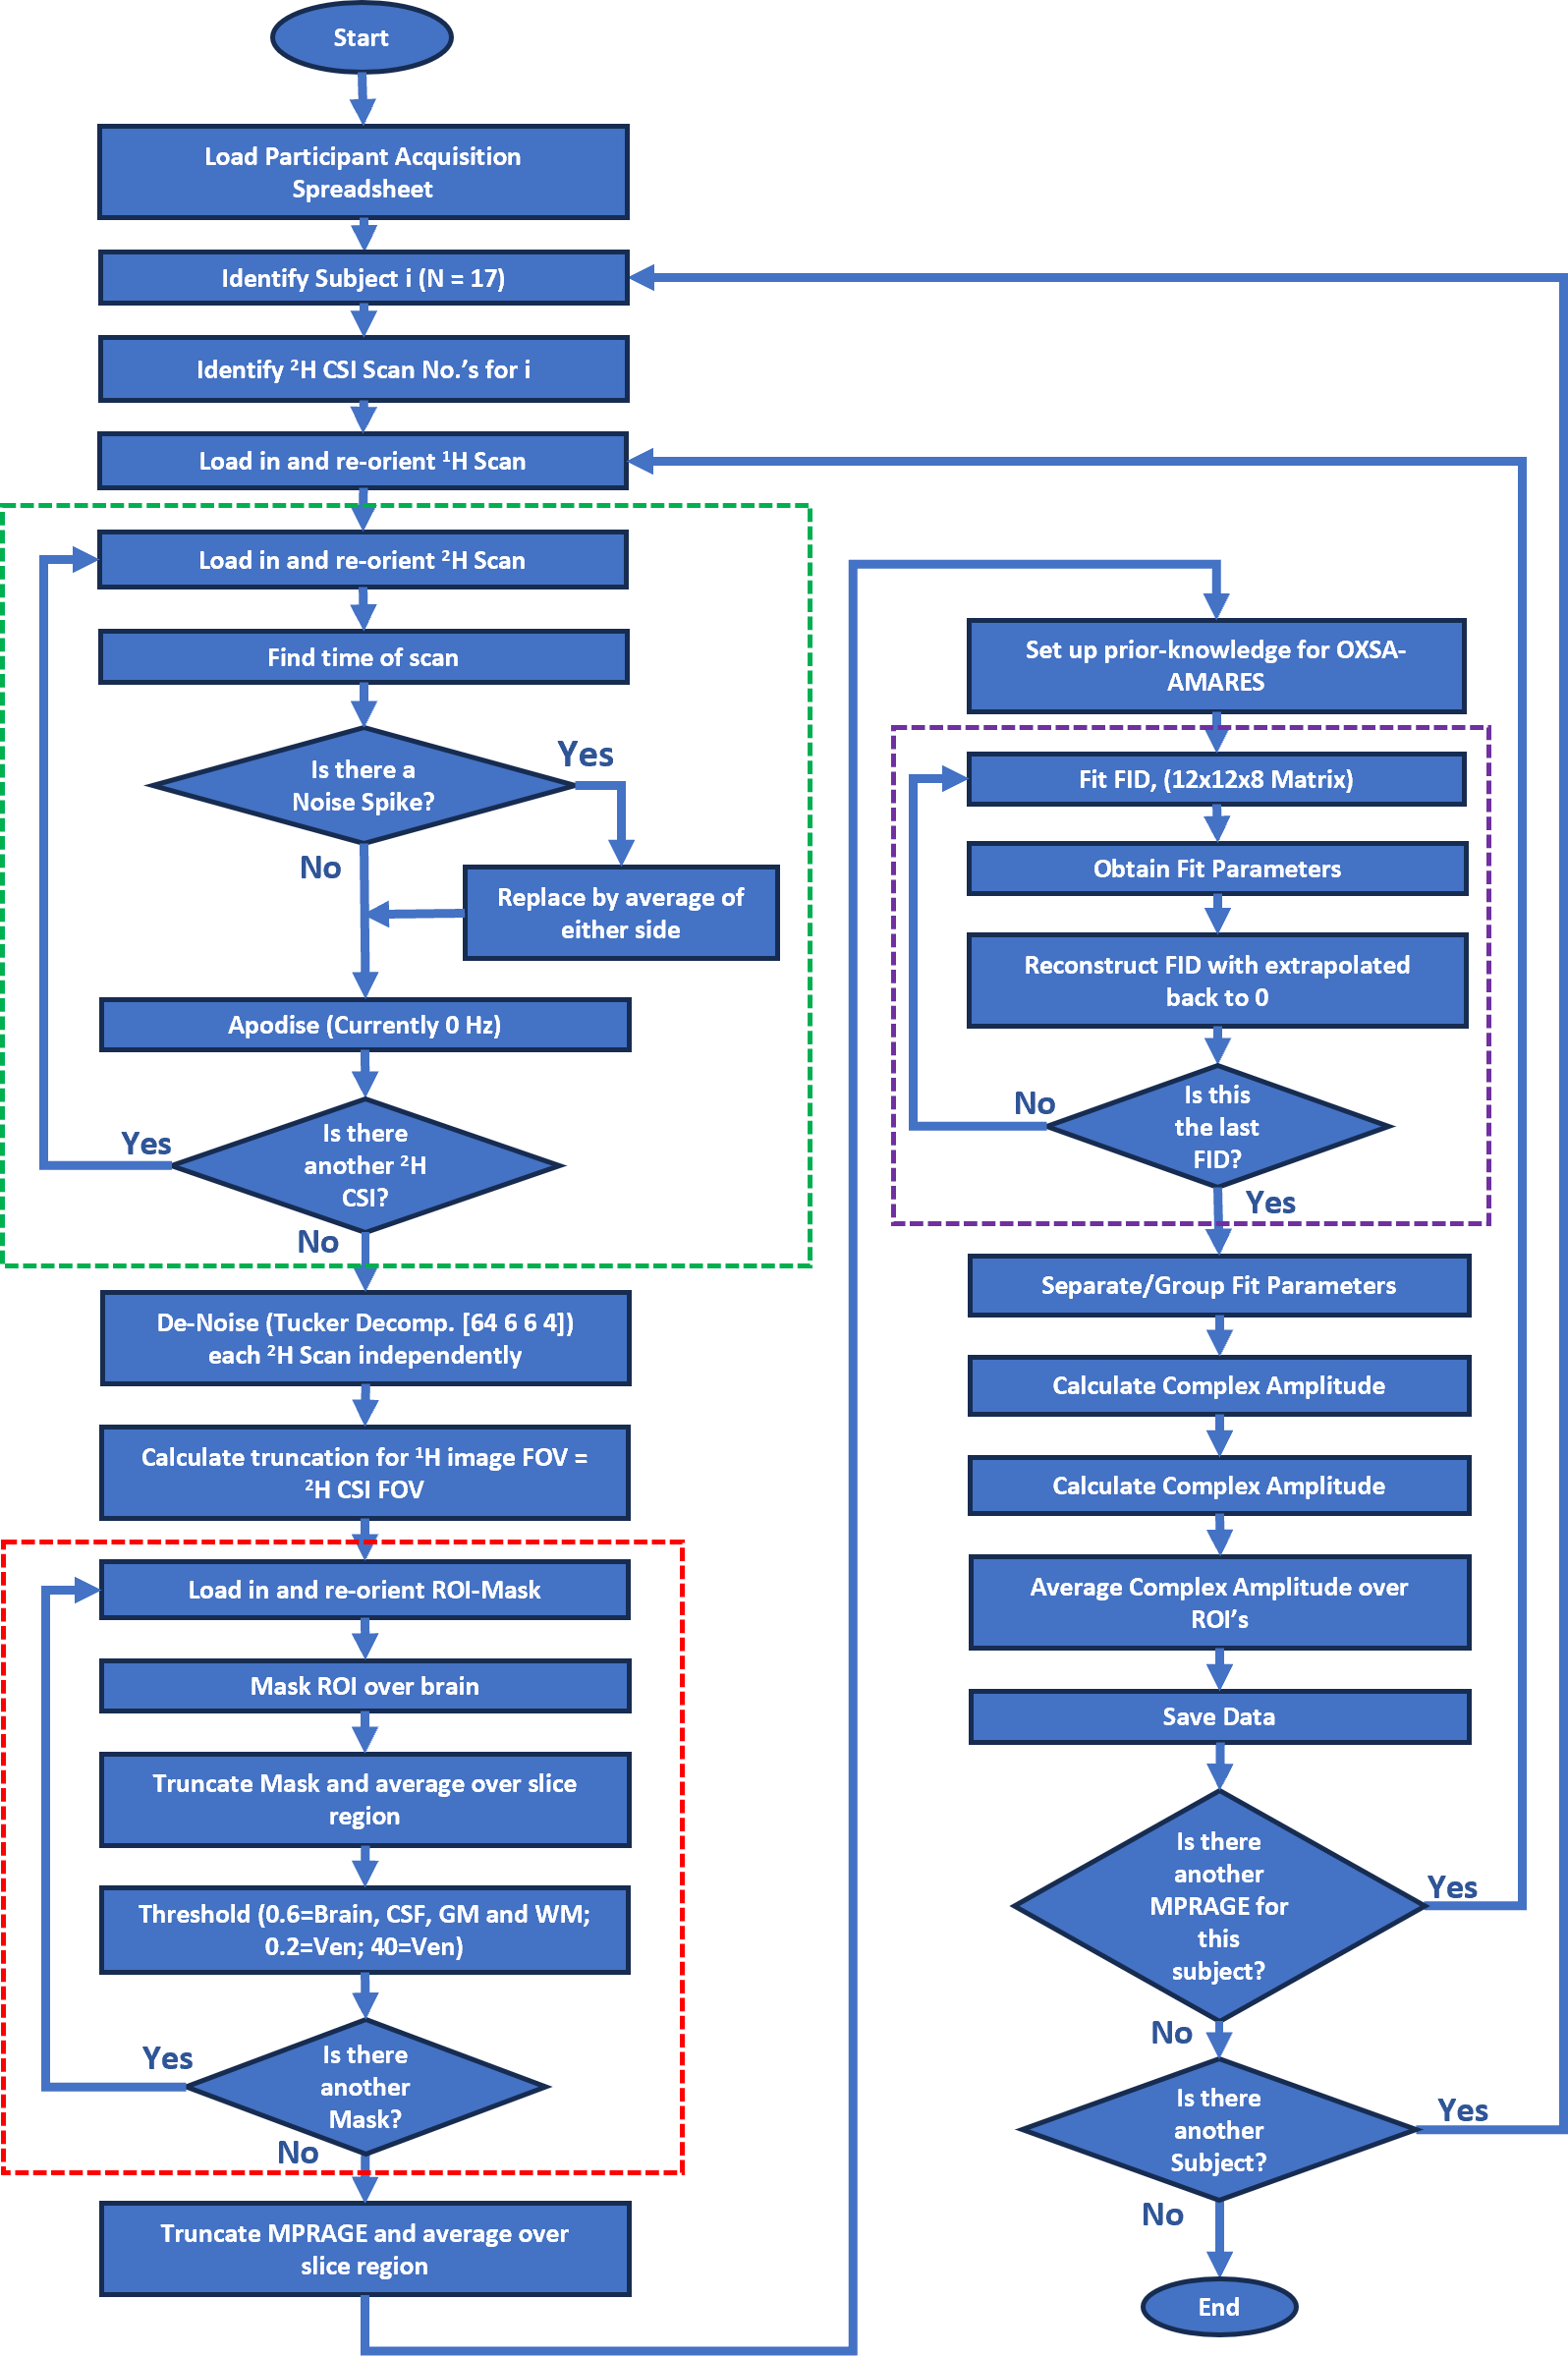 Start
Load Participant Acquisition
Spreadsheet
Identify Subject i (N = 17)
Identify ²H CSI Scan No.’s for i
Load in and re-orient ¹H Scan
Load in and re-orient ²H Scan
Find time of scan
Is there a
Noise Spike?
Yes
No
Replace by average of
either side
Apodise (Currently 0 Hz)
Is there
another ²H
CSI?
Yes
No
De-Noise (Tucker Decomp. [64 6 6 4])
each ²H Scan independently
Calculate truncation for ¹H image FOV =
²H CSI FOV
Load in and re-orient ROI-Mask
Mask ROI over brain
Truncate Mask and average over slice
region
Threshold (0.6=Brain, CSF, GM and WM;
0.2=Ven; 40=Ven)
Is there
another
Mask?
Yes
No
Truncate MPRAGE and average over
slice region
Set up prior-knowledge for OXSA-
AMARES
Fit FID, (12x12x8 Matrix)
Obtain Fit Parameters
Reconstruct FID with extrapolated
back to 0
Is this
the last
FID?
No
Yes
Separate/Group Fit Parameters
Calculate Complex Amplitude
Calculate Complex Amplitude
Average Complex Amplitude over
ROI’s
Save Data
Is there
another
MPRAGE for
this
subject?
Yes
No
Is there
another
Subject?
Yes
No
End